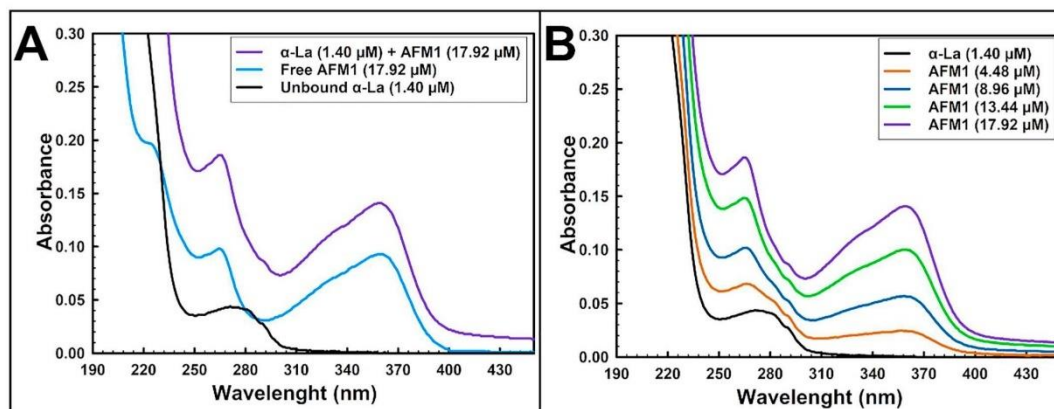 A
α-La (1.40 µM) + AFM1 (17.92 µM)
Free AFM1 (17.92 µM)
Unbound α-La (1.40 µM)
Absorbance
0.30
0.25
0.20
0.15
0.10
0.05
0.00
190 220 250 280 310 340 370 400 430
Wavelenght (nm)
B
α-La (1.40 µM)
AFM1 (4.48 µM)
AFM1 (8.96 µM)
AFM1 (13.44 µM)
AFM1 (17.92 µM)
Absorbance
0.30
0.25
0.20
0.15
0.10
0.05
0.00
190 220 250 280 310 340 370 400 430
Wavelenght (nm)